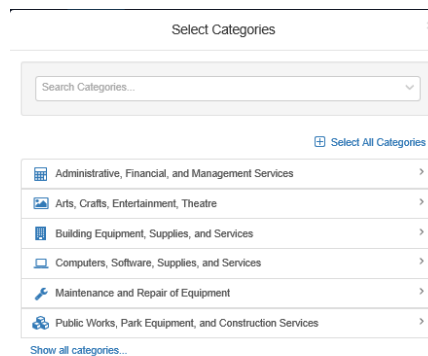 Select Categories
Search Categories...
Select All Categories
Administrative, Financial, and Management Services
Arts, Crafts, Entertainment, Theatre
Building Equipment, Supplies, and Services
Computers, Software, Supplies, and Services
Maintenance and Repair of Equipment
Public Works, Park Equipment, and Construction Services
Show all categories...